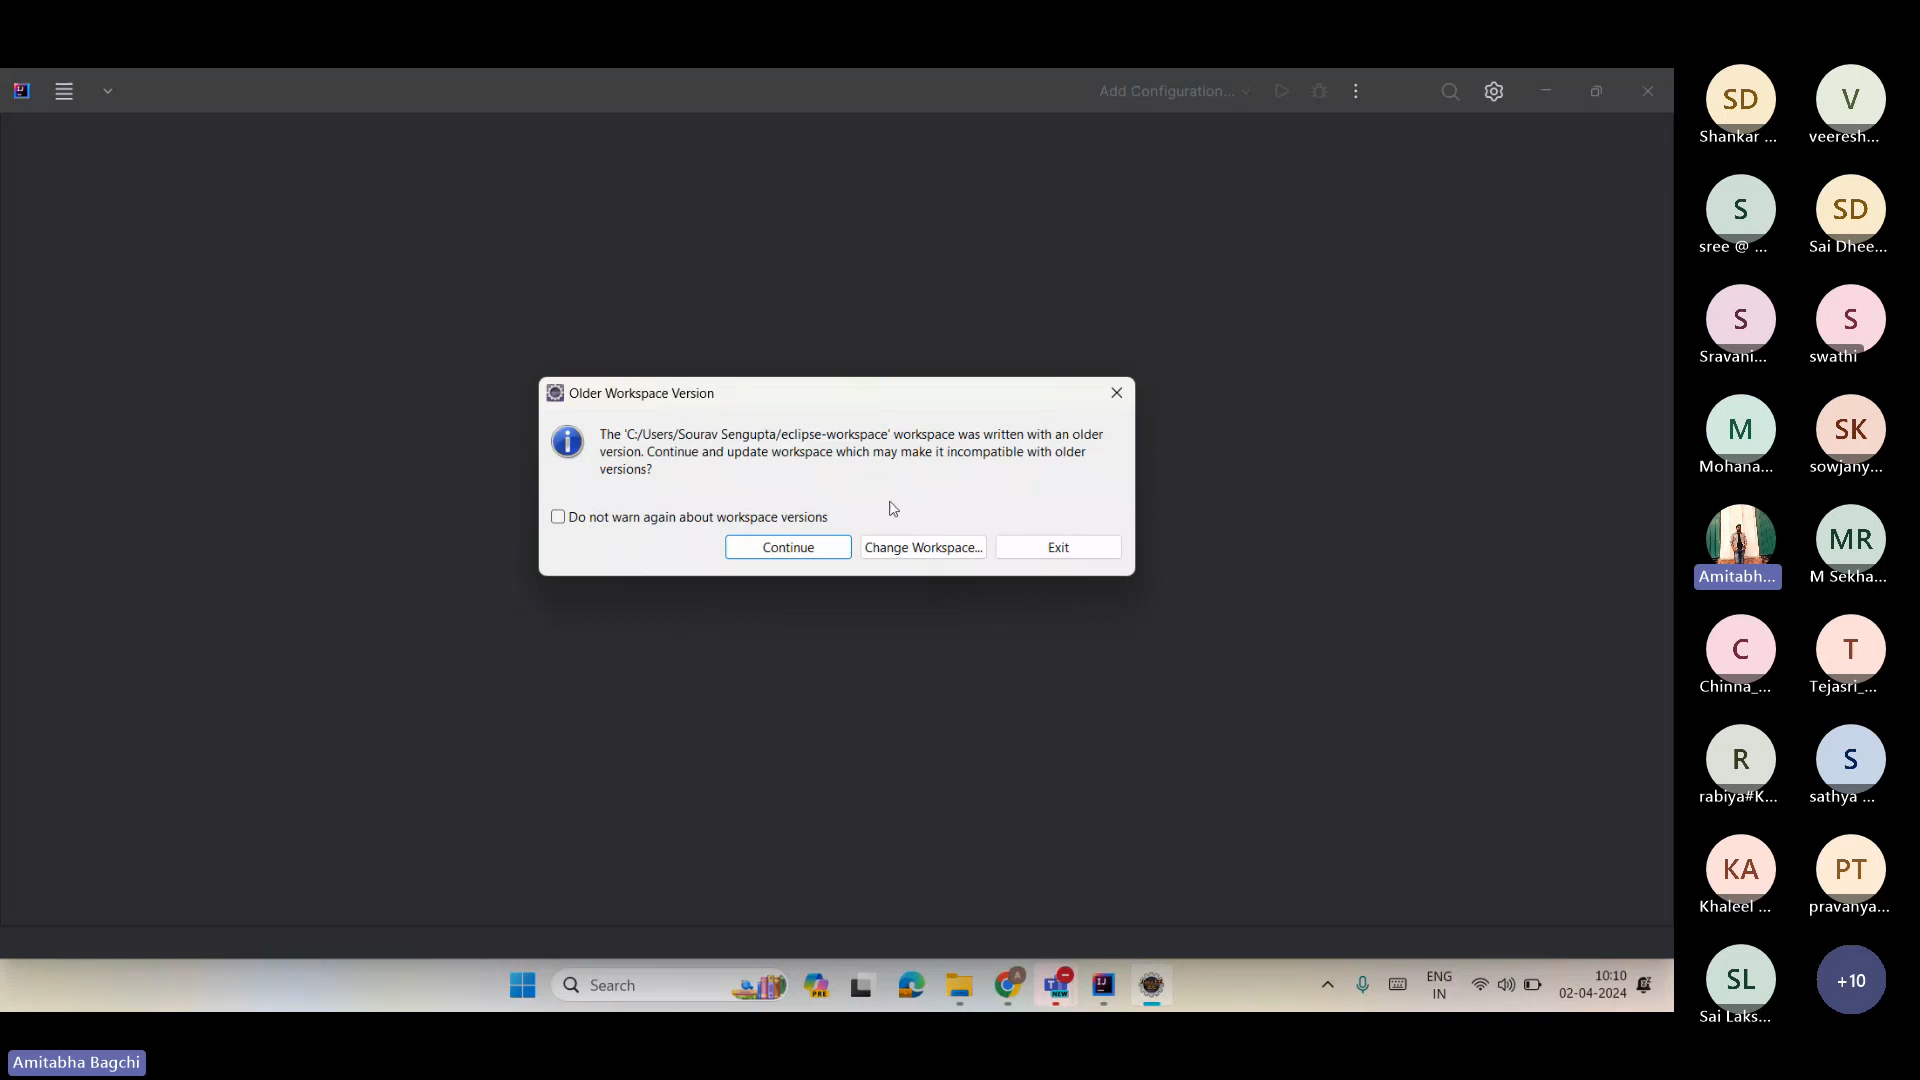 Add Configuration...
Older Workspace Version
The 'C:/Users/Sourav Sengupta/eclipse-workspace' workspace was written with an older
version. Continue and update workspace which may make it incompatible with older
versions?
Do not warn again about workspace versions
Continue
Change Workspace...
Exit
SD
Shankar ...
V
veeresh...
S
sree @ ...
SD
Sai Dhee...
S
Sravani...
S
swathi
M
Mohana...
SK
sowjany...
Amitabh...
MR
M Sekha...
C
Chinna_...
T
Tejasri_...
R
rabiya#K...
S
sathya ...
KA
Khaleel ...
PT
pravanya...
SL
Sai Laks...
+10
Search
PRE
A
NEW
ENG
IN
10:10
02-04-2024
Amitabha Bagchi